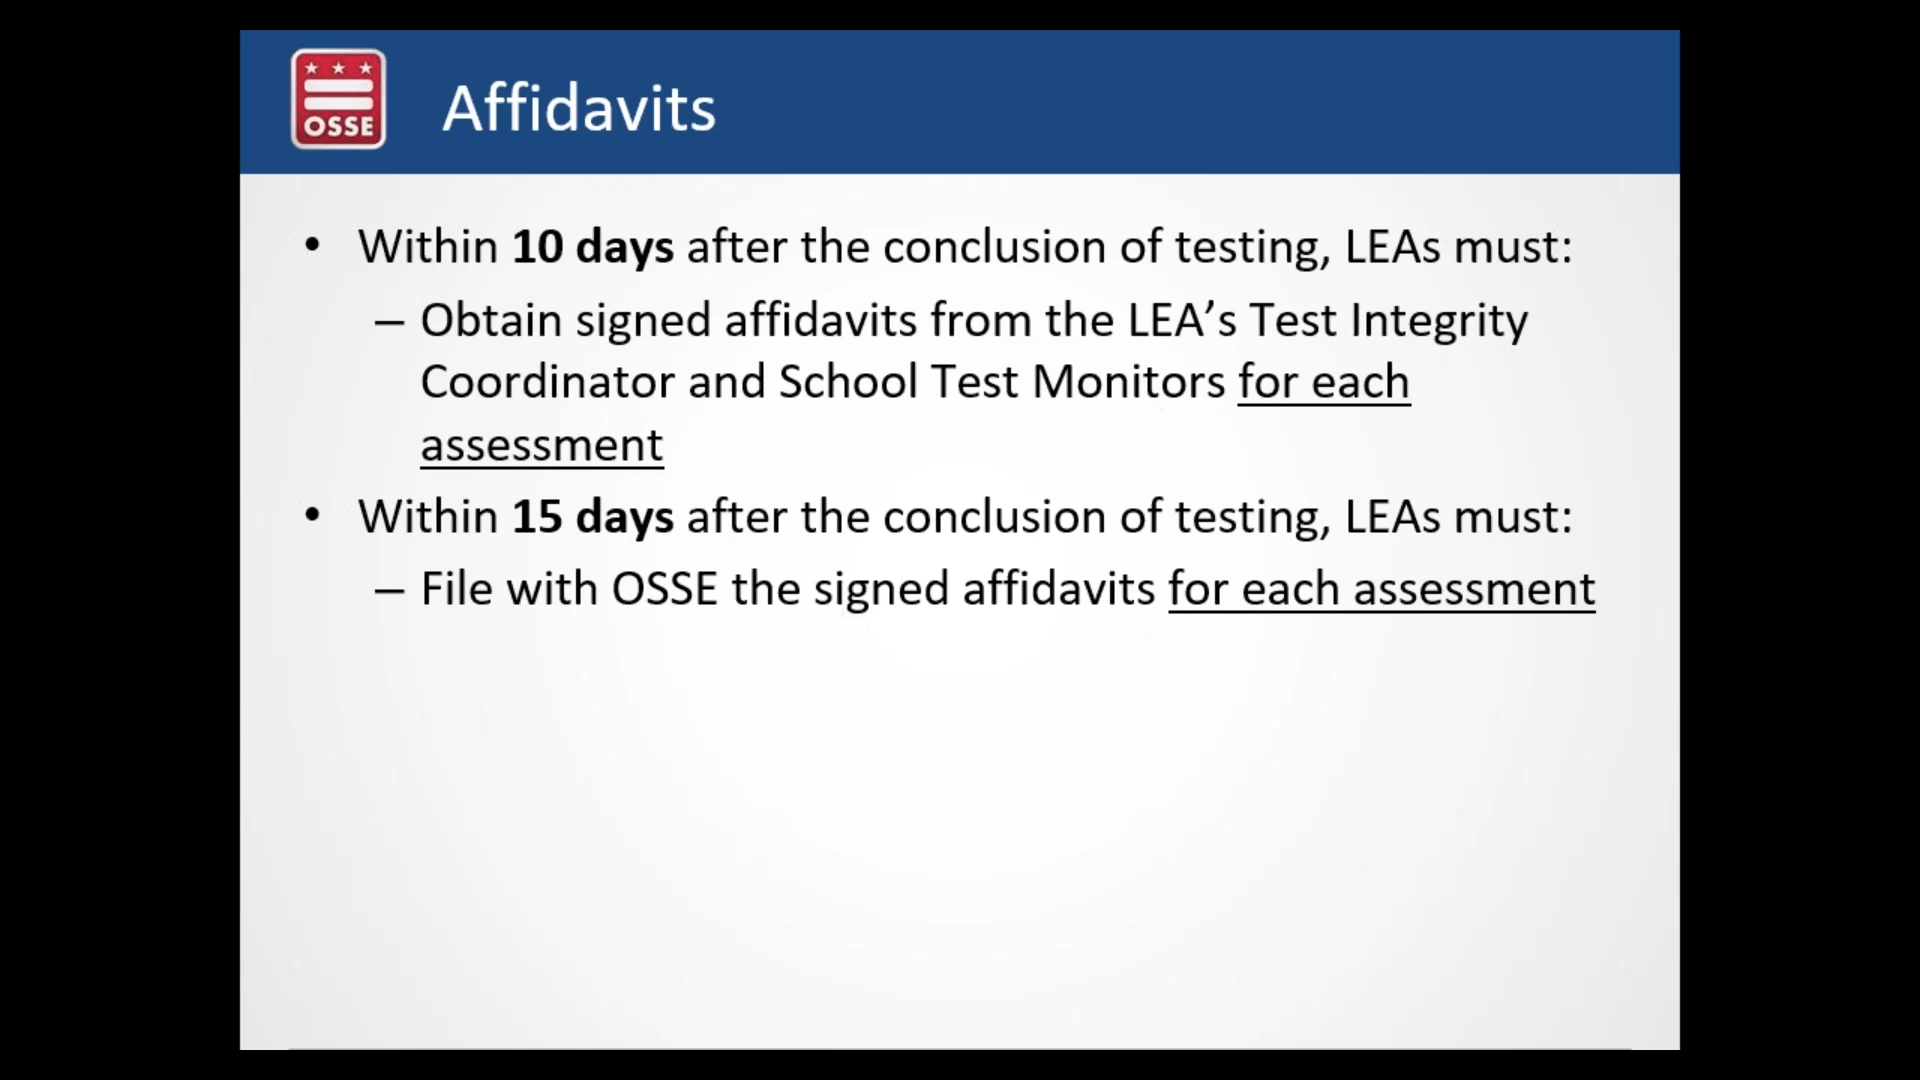 OSSE
Affidavits
• Within 10 days after the conclusion of testing, LEAs must:
– Obtain signed affidavits from the LEA’s Test Integrity
Coordinator and School Test Monitors for each
assessment
• Within 15 days after the conclusion of testing, LEAs must:
– File with OSSE the signed affidavits for each assessment